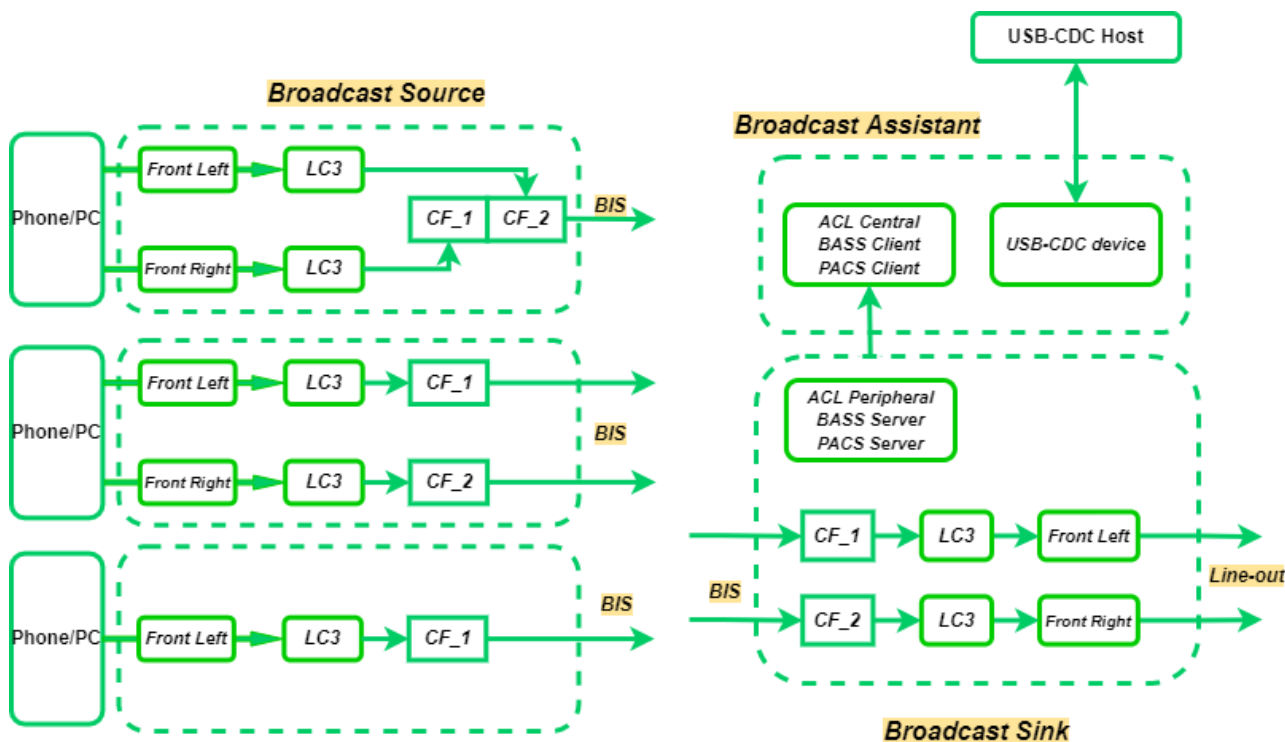 Broadcast Source
Phone/PC
Front Left
LC3
Front Right
LC3
CF_1
CF_2
BIS
Phone/PC
Front Left
LC3
CF_1
Front Right
LC3
CF_2
BIS
Phone/PC
Front Left
LC3
CF_1
BIS
USB-CDC Host
Broadcast Assistant
ACL Central
BASS Client
PACS Client
USB-CDC device
ACL Peripheral
BASS Server
PACS Server
CF_1
LC3
Front Left
BIS
CF_2
LC3
Front Right
Line-out
Broadcast Sink